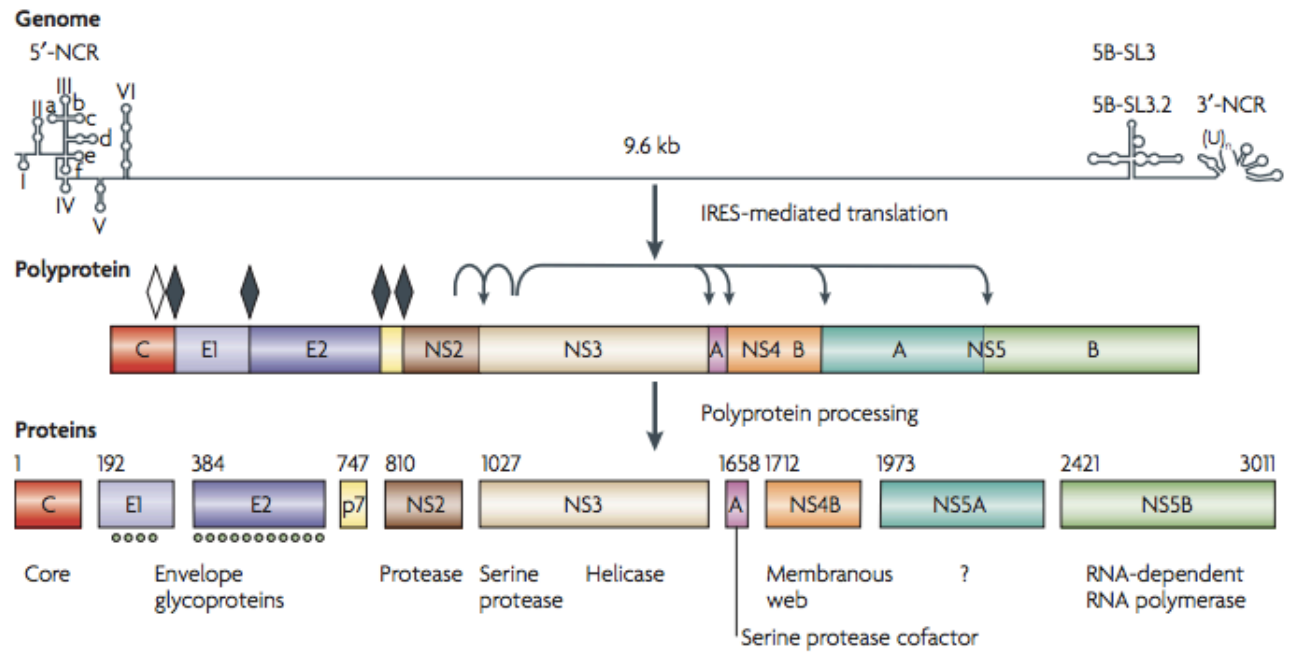 Genome
5′-NCR
5B-SL3
III
VI
II a b
c
5B-SL3.2 3′-NCR
d
9.6 kb
(U)n
e
I
f
IV
V
IRES-mediated translation
Polyprotein
C E1 E2 NS2 NS3 A NS4 B A NS5 B
Polyprotein processing
Proteins
1 192 384 747 810 1027 1658 1712 1973 2421 3011
C E1 E2 p7 NS2 NS3 A NS4B NS5A NS5B
Core Envelope Protease Serine Helicase Membranous ? RNA-dependent
glycoproteins protease web RNA polymerase
Serine protease cofactor